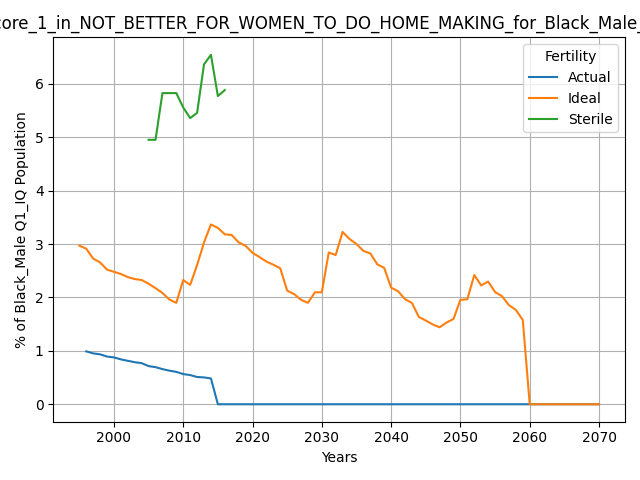 core_1_in_NOT_BETTER_FOR_WOMEN_TO_DO_HOME_MAKING_for_Black_Male_
Fertility
Actual
Ideal
Sterile
% of Black_Male Q1_IQ Population
6
5
4
3
2
1
0
2000 2010 2020 2030 2040 2050 2060 2070
Years